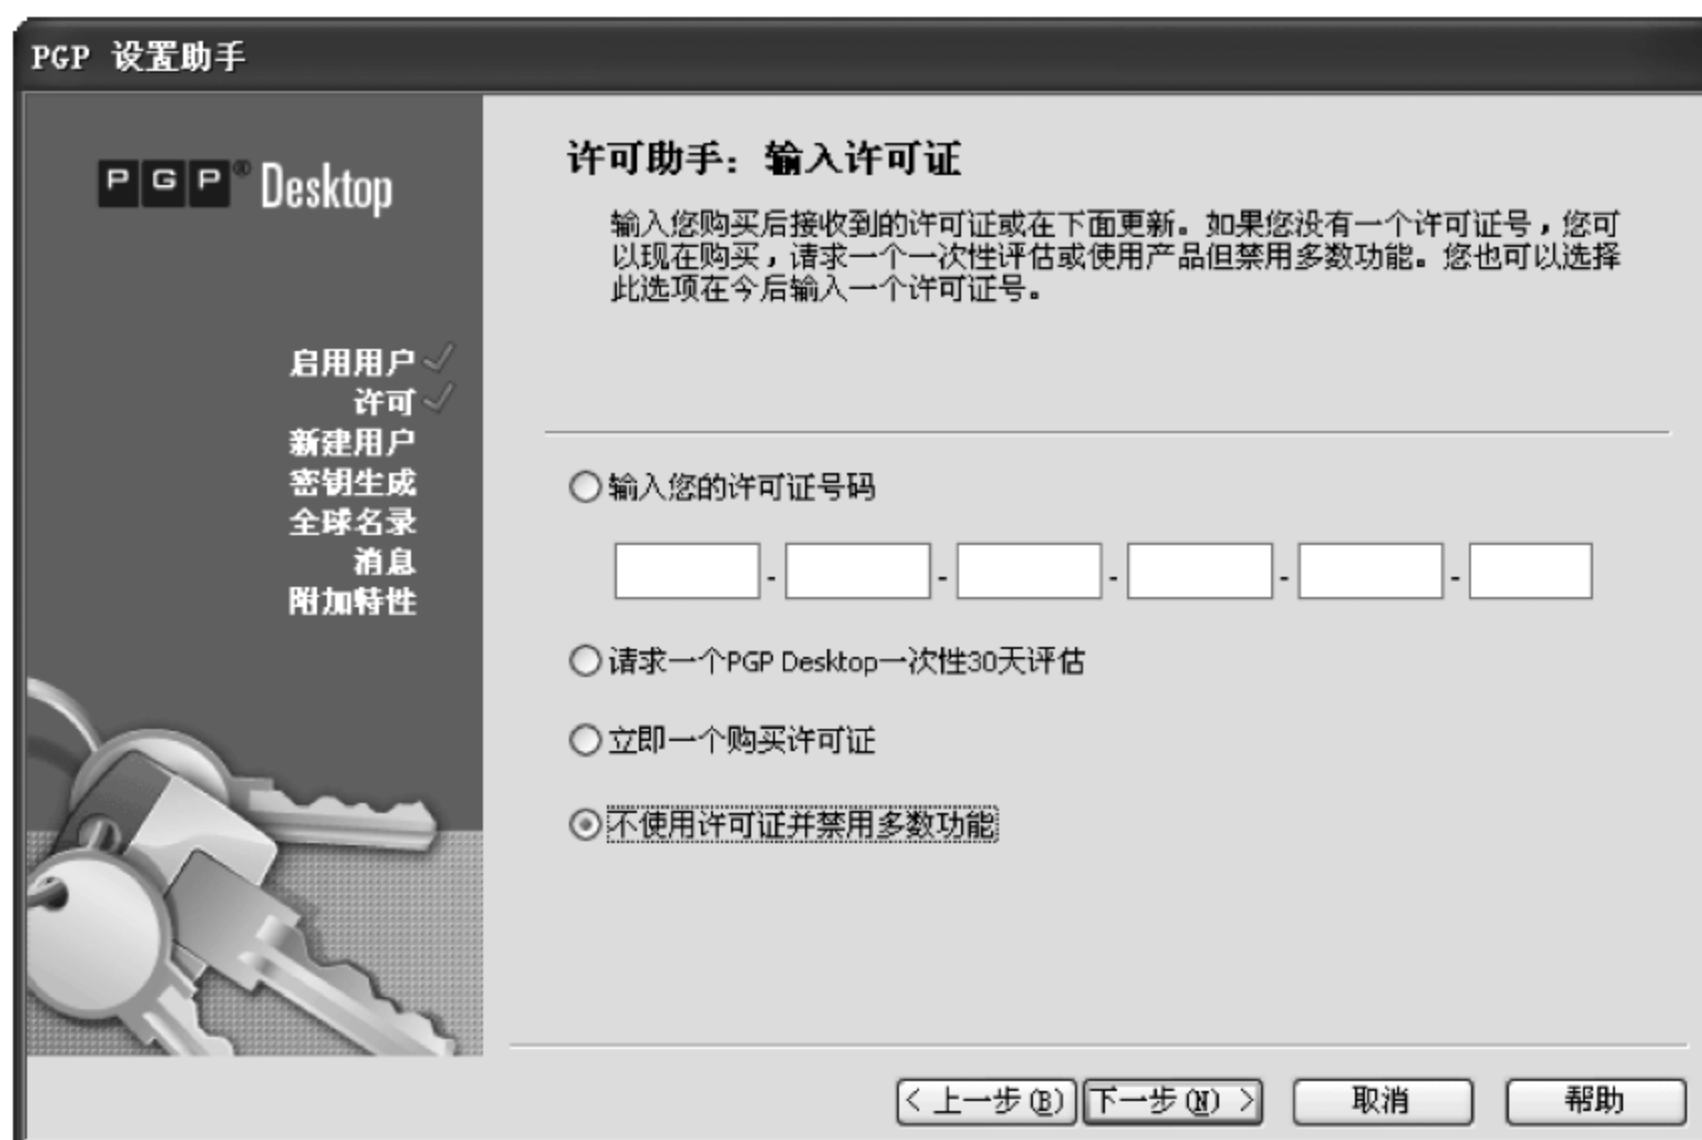 PGP 设置助手
PGP® Desktop
启用用户
许可
新建用户
密钥生成
全球名录
消息
附加特性
许可助手：输入许可证
输入您购买后接收到的许可证或在下面更新。如果您没有一个许可证号，您可
以现在购买，请求一个一次性评估或使用产品但禁用多数功能。您也可以选择
此选项在今后输入一个许可证号。
输入您的许可证号码
- - - - -
请求一个PGP Desktop一次性30天评估
立即一个购买许可证
不使用许可证并禁用多数功能
< 上一步(B) 下一步(N) > 取消 帮助